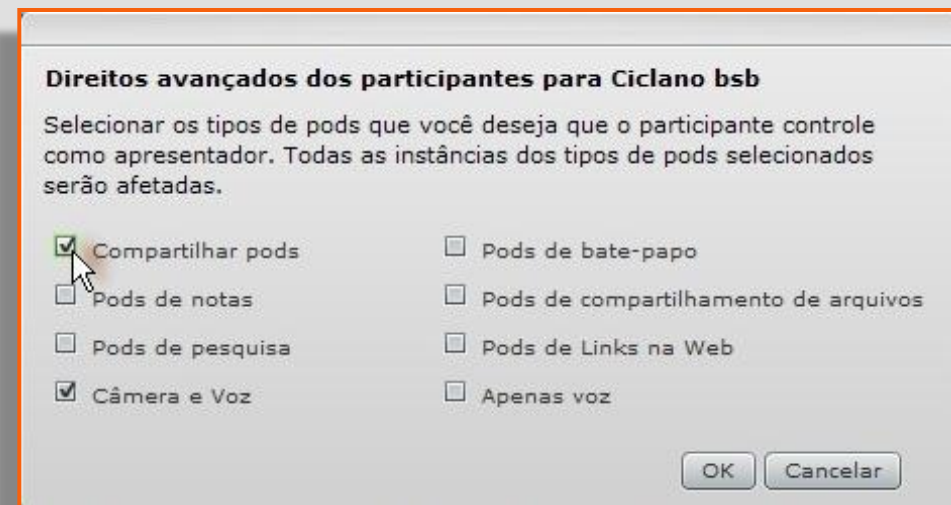 Direitos avançados dos participantes para Ciclano bsb
Selecionar os tipos de pods que você deseja que o participante controle
como apresentador. Todas as instâncias dos tipos de pods selecionados
serão afetadas.
Compartilhar pods
Pods de bate-papo
Pods de notas
Pods de compartilhamento de arquivos
Pods de pesquisa
Pods de Links na Web
Câmera e Voz
Apenas voz
OK
Cancelar